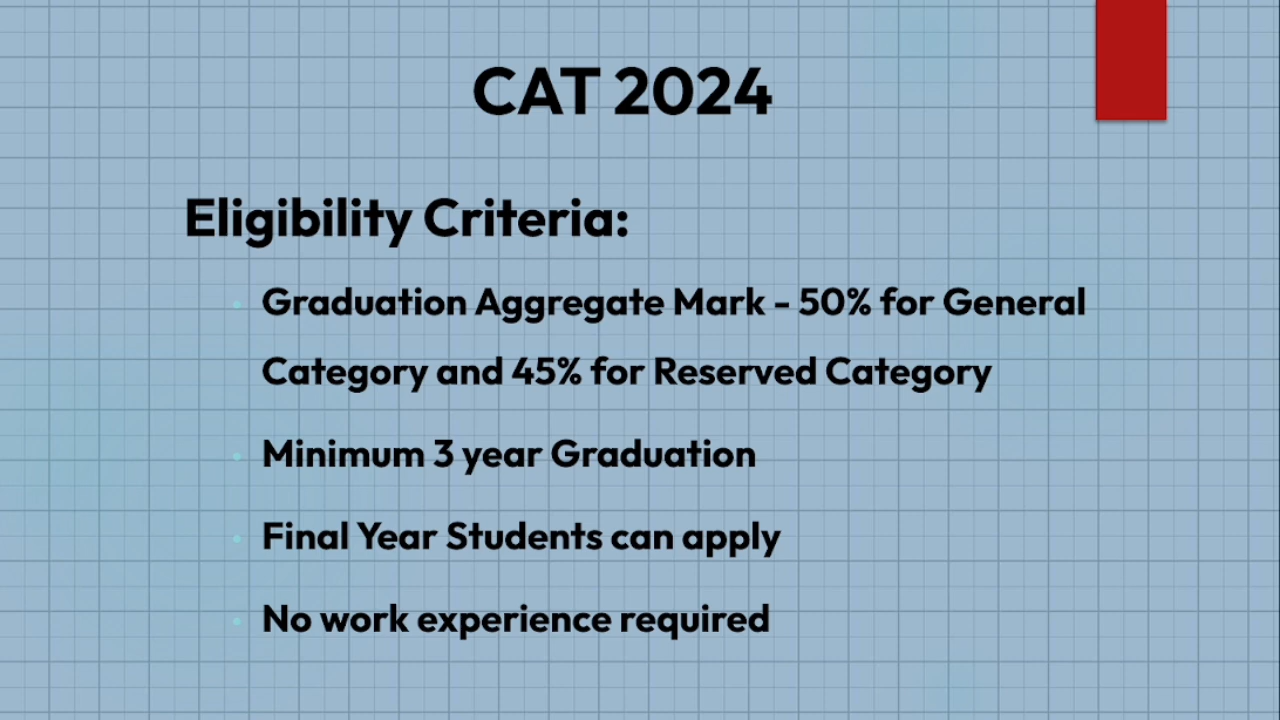 CAT 2024
Eligibility Criteria:
Graduation Aggregate Mark - 50% for General
Category and 45% for Reserved Category
Minimum 3 year Graduation
Final Year Students can apply
No work experience required